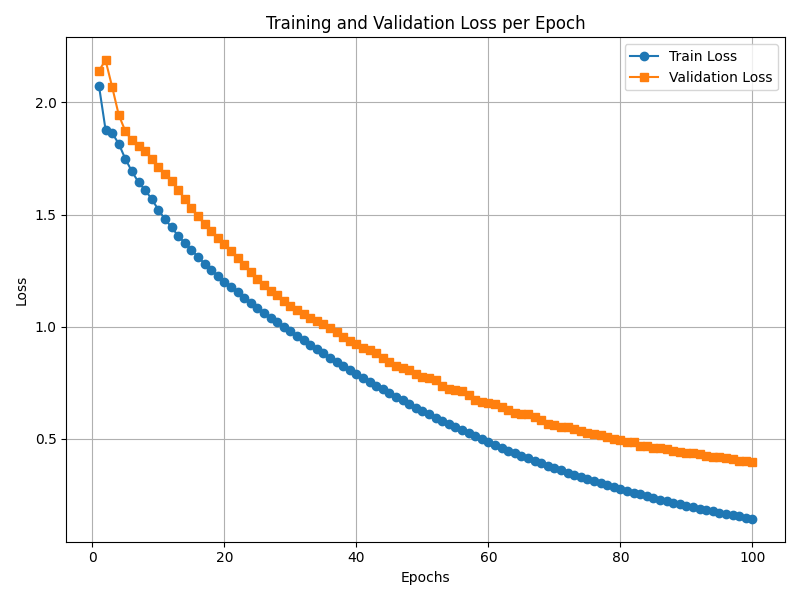 Training and Validation Loss per Epoch
Train Loss
Validation Loss
2.0
1.5
1.0
0.5
Loss
0 20 40 60 80 100
Epochs